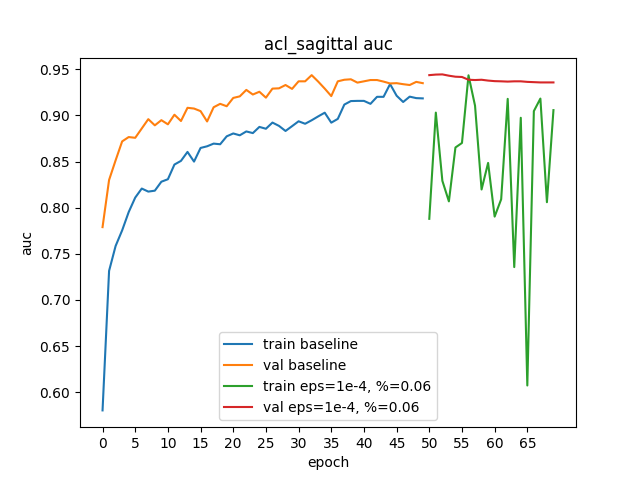 acl_sagittal auc
auc
0.95
0.90
0.85
0.80
0.75
0.70
0.65
0.60
train baseline
val baseline
train eps=1e-4, %=0.06
val eps=1e-4, %=0.06
0 5 10 15 20 25 30 35 40 45 50 55 60 65
epoch